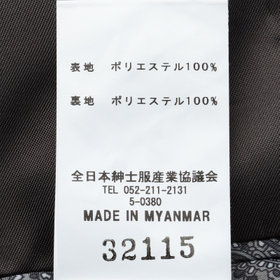 表地 ポリエステル100%
裏地 ポリエステル100%
全日本紳士服産業協議会
TEL 052-211-2131
5-0380
MADE IN MYANMAR
32115